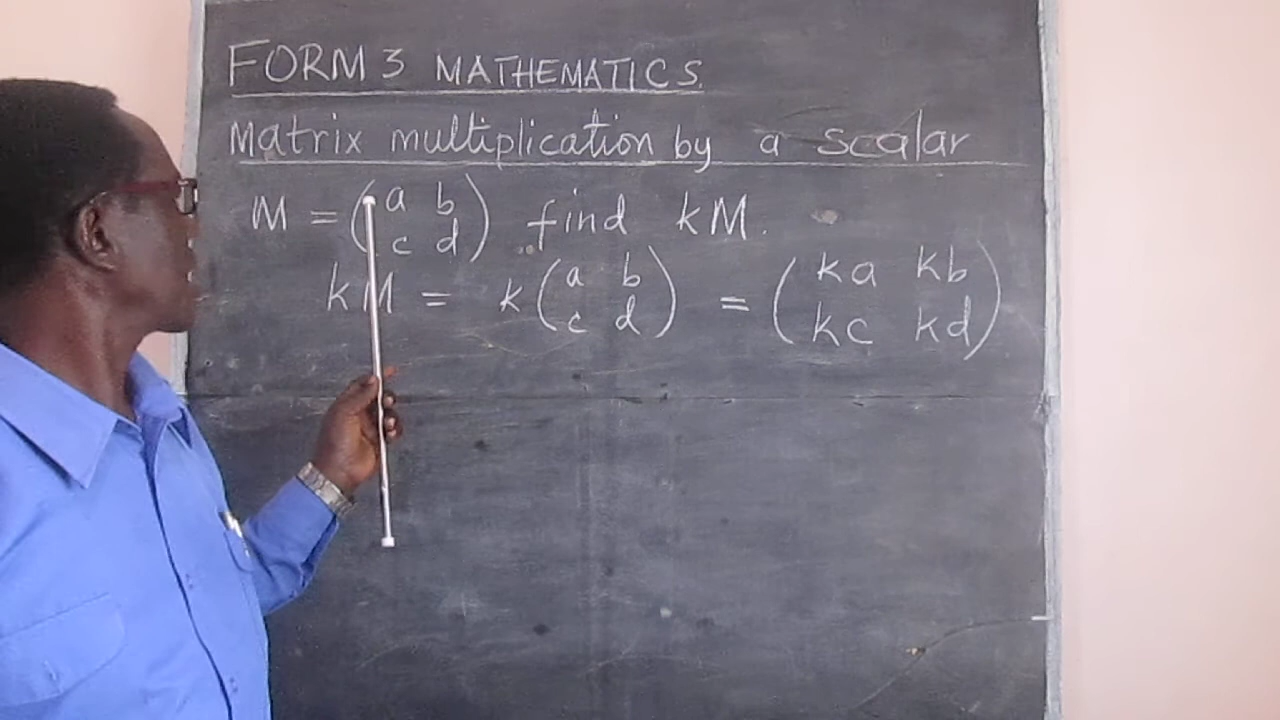 FORM 3 MATHEMATICS.
Matrix multiplication by a scalar
M = (a b
c d) find kM.
kM = k(a b
c d) = (ka kb
kc kd)